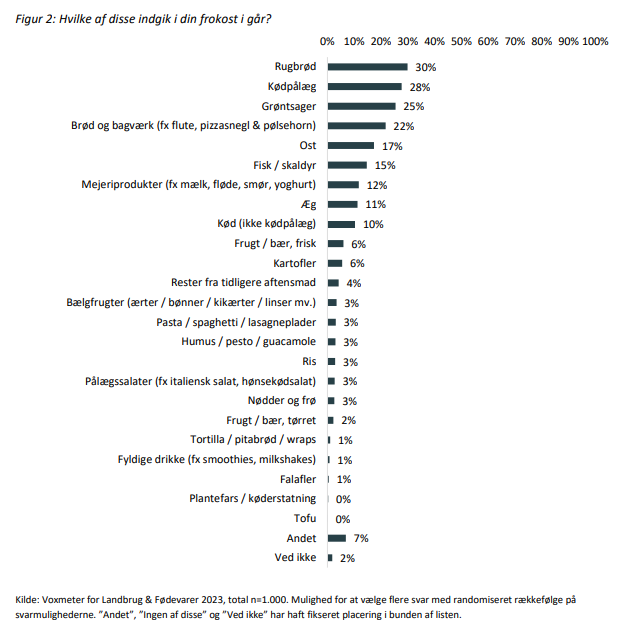 Figur 2: Hvilke af disse indgik i din frokost i går?
0% 10% 20% 30% 40% 50% 60% 70% 80% 90% 100%
Rugbrød 30%
Kødpålæg 28%
Grøntsager 25%
Brød og bagværk (fx flute, pizzasnegl & pølsehorn) 22%
Ost 17%
Fisk / skaldyr 15%
Mejeriprodukter (fx mælk, fløde, smør, yoghurt) 12%
Æg 11%
Kød (ikke kødpålæg) 10%
Frugt / bær, frisk 6%
Kartofler 6%
Rester fra tidligere aftensmad 4%
Bælgfrugter (ærter / bønner / kikærter / linser mv.) 3%
Pasta / spaghetti / lasagneplader 3%
Humus / pesto / guacamole 3%
Ris 3%
Pålægssalater (fx italiensk salat, hønsekødsalat) 3%
Nødder og frø 3%
Frugt / bær, tørret 2%
Tortilla / pitabrød / wraps 1%
Fyldige drikke (fx smoothies, milkshakes) 1%
Falafler 1%
Plantefars / køderstatning 0%
Tofu 0%
Andet 7%
Ved ikke 2%
Kilde: Voxmeter for Landbrug & Fødevarer 2023, total n=1.000. Mulighed for at vælge flere svar med randomiseret rækkefølge på
svarmulighederne. ”Andet”, ”Ingen af disse” og ”Ved ikke” har haft fikseret placering i bunden af listen.